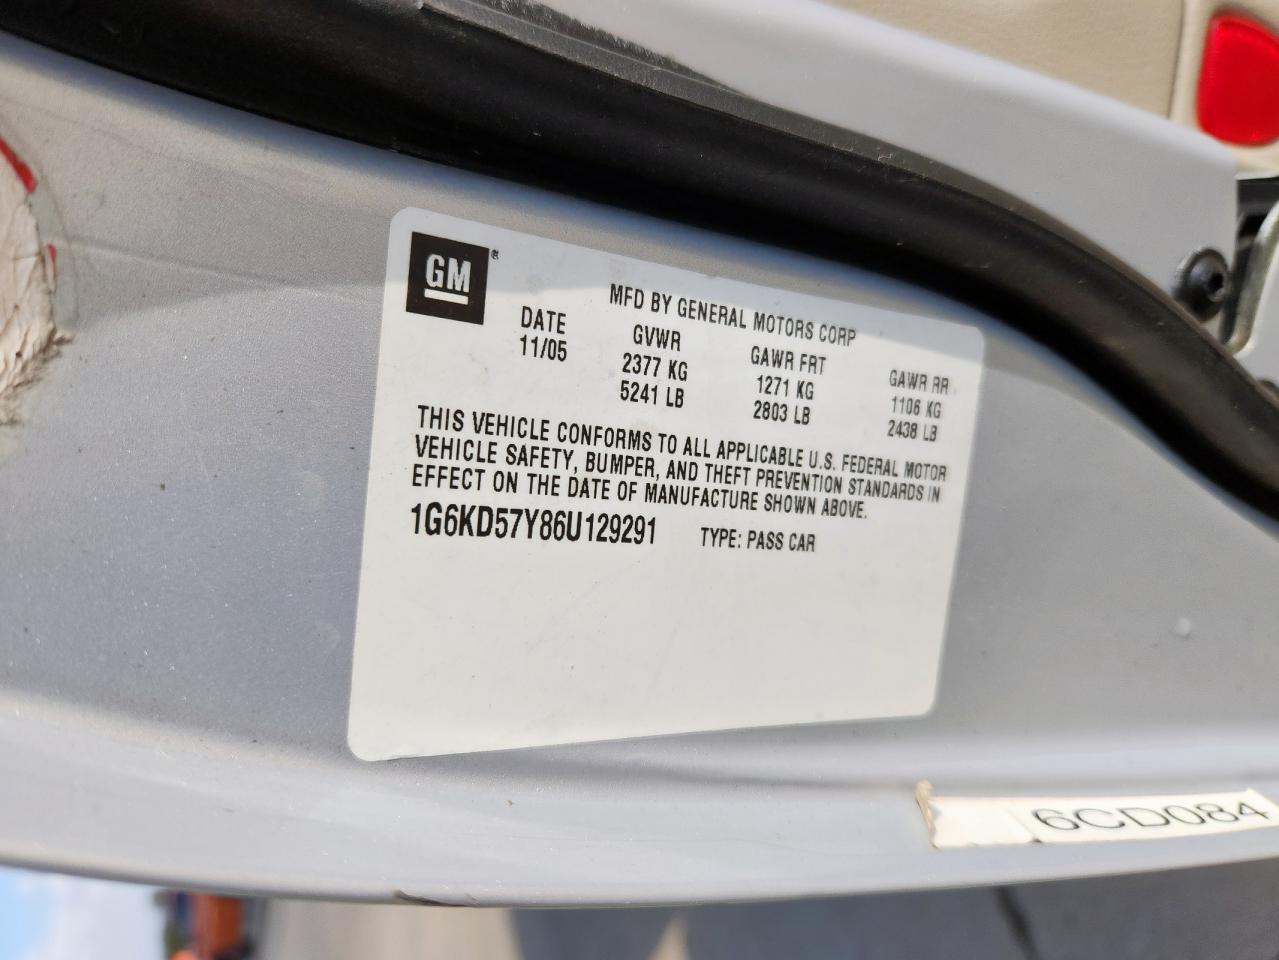 GM®
MFD BY GENERAL MOTORS CORP
DATE GVWR GAWR FRT GAWR RR
11/05 2377 KG 1271 KG 1106 KG
5241 LB 2803 LB 2438 LB
THIS VEHICLE CONFORMS TO ALL APPLICABLE U.S. FEDERAL MOTOR
VEHICLE SAFETY, BUMPER, AND THEFT PREVENTION STANDARDS IN
EFFECT ON THE DATE OF MANUFACTURE SHOWN ABOVE.
1G6KD57Y86U129291 TYPE: PASS CAR
6CD084